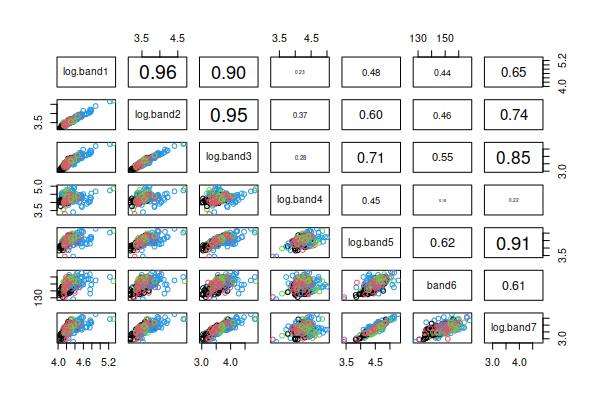 3.5 4.5 3.5 4.5 130 150
log.band1 0.96 0.90 0.23 0.48 0.44 0.65 4.0 5.2
3.5 log.band2 0.95 0.37 0.60 0.46 0.74
log.band3 0.28 0.71 0.55 0.85 3.0
3.5 5.0 log.band4 0.45 0.22
log.band5 0.62 0.91 3.5
130 band6 0.61
log.band7 3.0
4.0 4.6 5.2 3.0 4.0 3.5 4.5 3.0 4.0